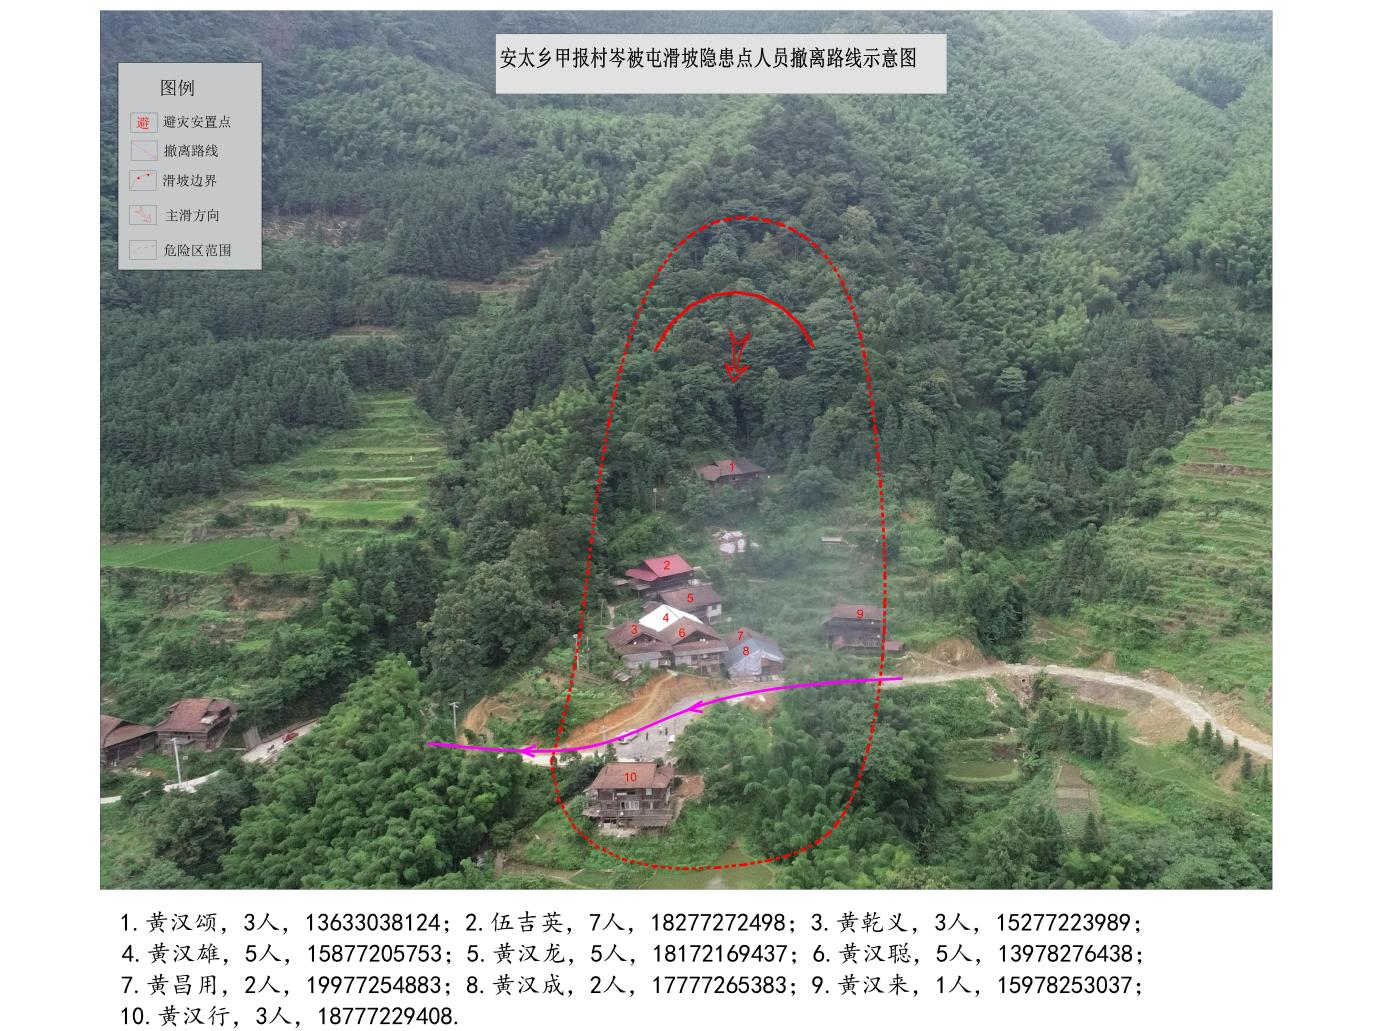 安太乡甲报村岑被屯滑坡隐患点人员撤离路线示意图
图例
避 避灾安置点
撤离路线
滑坡边界
主滑方向
危险区范围
1
2
5
4
3
6
7
8
9
10
1.黄汉颂，3人，13633038124；2.伍吉英，7人，18277272498；3.黄乾义，3人，15277223989；
4.黄汉雄，5人，15877205753；5.黄汉龙，5人，18172169437；6.黄汉聪，5人，13978276438；
7.黄昌用，2人，19977254883；8.黄汉成，2人，17777265383；9.黄汉来，1人，15978253037；
10.黄汉行，3人，18777229408.